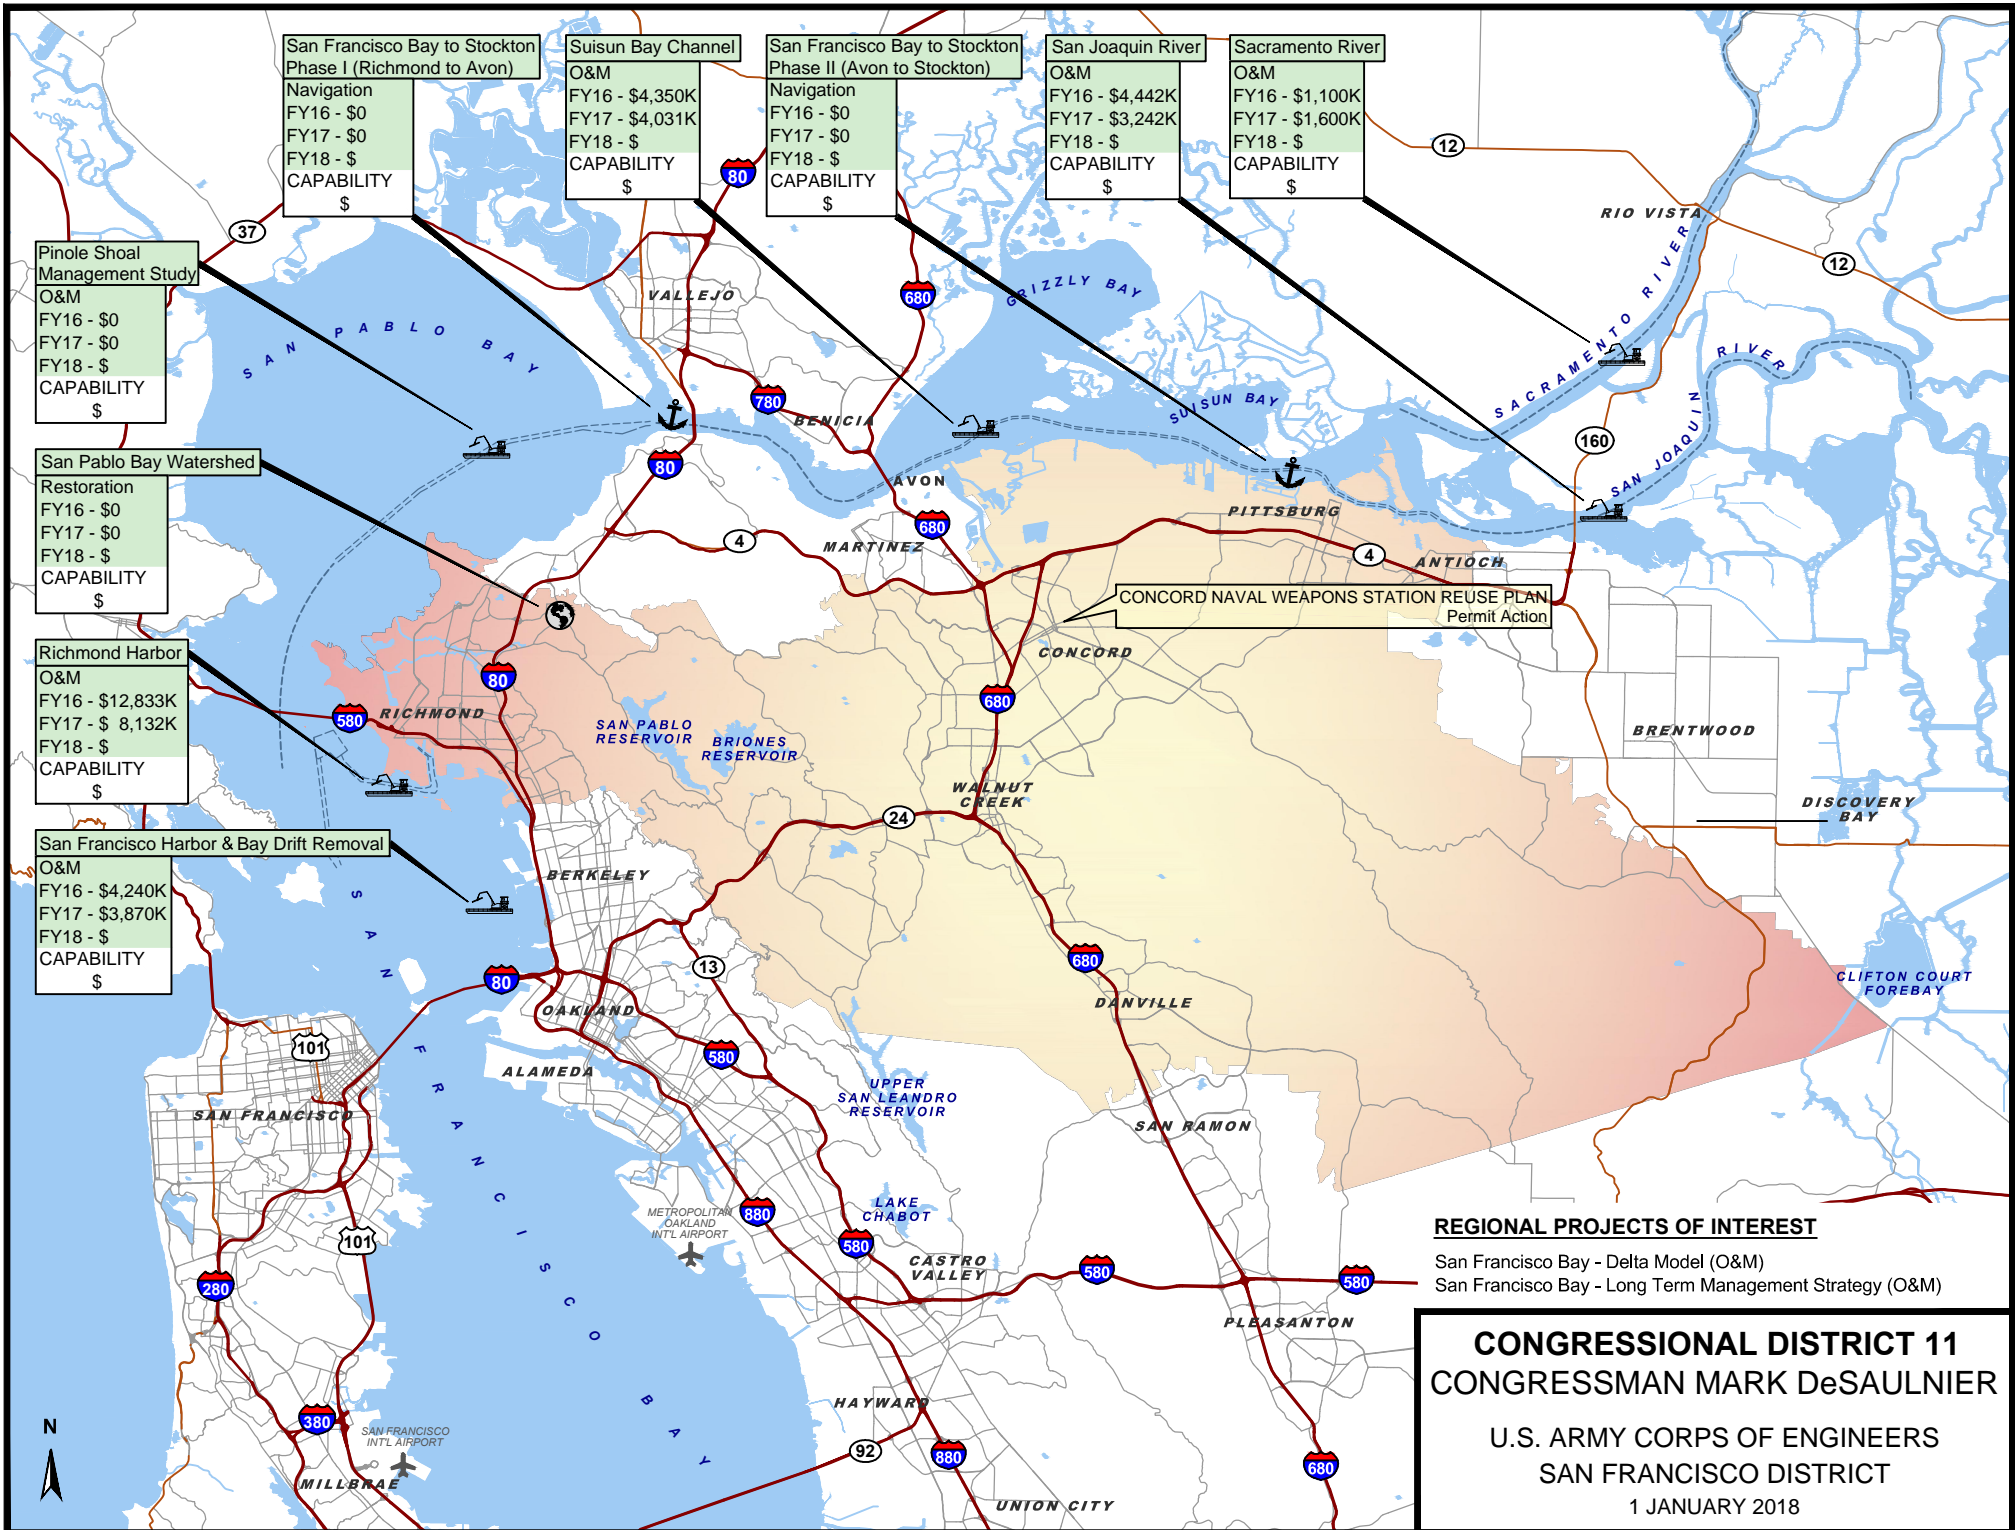 San Francisco Bay to Stockton
Phase I (Richmond to Avon)
Navigation
FY16 - $0
FY17 - $0
FY18 - $
CAPABILITY
$
Suisun Bay Channel
O&M
FY16 - $4,350K
FY17 - $4,031K
FY18 - $
CAPABILITY
$
San Francisco Bay to Stockton
Phase II (Avon to Stockton)
Navigation
FY16 - $0
FY17 - $0
FY18 - $
CAPABILITY
$
San Joaquin River
O&M
FY16 - $4,442K
FY17 - $3,242K
FY18 - $
CAPABILITY
$
Sacramento River
O&M
FY16 - $1,100K
FY17 - $1,600K
FY18 - $
CAPABILITY
$
Pinole Shoal
Management Study
O&M
FY16 - $0
FY17 - $0
FY18 - $
CAPABILITY
$
San Pablo Bay Watershed
Restoration
FY16 - $0
FY17 - $0
FY18 - $
CAPABILITY
$
Richmond Harbor
O&M
FY16 - $12,833K
FY17 - $ 8,132K
FY18 - $
CAPABILITY
$
San Francisco Harbor & Bay Drift Removal
O&M
FY16 - $4,240K
FY17 - $3,870K
FY18 - $
CAPABILITY
$
37
80
12
RIO VISTA
12
680
GRIZZLY BAY
VALLEJO
SAN PABLO BAY
SACRAMENTO RIVER
SAN JOAQUIN RIVER
780
BENICIA
SUISUN BAY
160
80
AVON
680
PITTSBURG
4
MARTINEZ
4
ANTIOCH
CONCORD NAVAL WEAPONS STATION REUSE PLAN
Permit Action
CONCORD
80
680
580
RICHMOND
SAN PABLO
RESERVOIR
BRIONES
RESERVOIR
BRENTWOOD
WALNUT
CREEK
24
DISCOVERY
BAY
BERKELEY
13
680
80
CLIFTON COURT
FOREBAY
DANVILLE
OAKLAND
101
580
ALAMEDA
UPPER
SAN LEANDRO
RESERVOIR
SAN FRANCISCO
SAN RAMON
SAN FRANCISCO BAY
METROPOLITAN
OAKLAND
INT'L AIRPORT
880
LAKE
CHABOT
101
580
CASTRO
VALLEY
580
580
280
PLEASANTON
HAYWARD
380
SAN FRANCISCO
INT'L AIRPORT
92
880
680
MILLBRAE
UNION CITY
N
REGIONAL PROJECTS OF INTEREST
San Francisco Bay - Delta Model (O&M)
San Francisco Bay - Long Term Management Strategy (O&M)
CONGRESSIONAL DISTRICT 11
CONGRESSMAN MARK DeSAULNIER
U.S. ARMY CORPS OF ENGINEERS
SAN FRANCISCO DISTRICT
1 JANUARY 2018